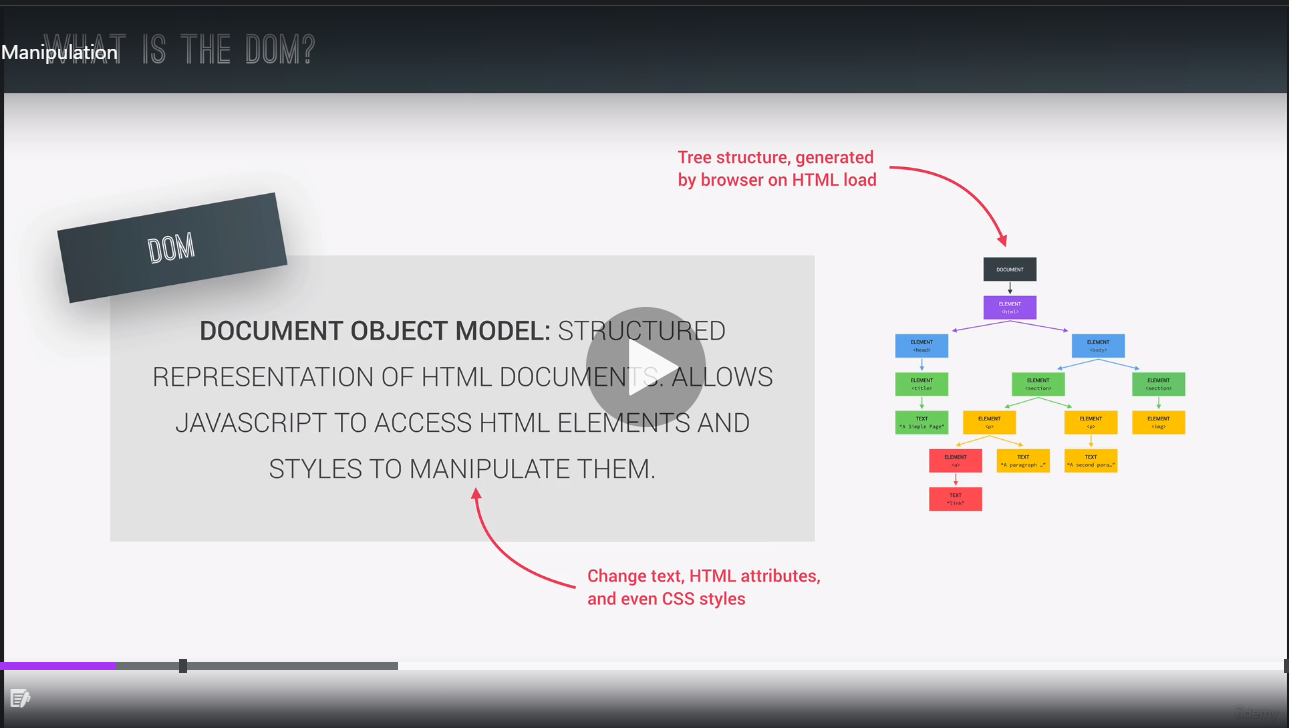 WHAT IS THE DOM?
Manipulation
Tree structure, generated
by browser on HTML load
DOM
DOCUMENT OBJECT MODEL: STRUCTURED
REPRESENTATION OF HTML DOCUMENTS. ALLOWS
JAVASCRIPT TO ACCESS HTML ELEMENTS AND
STYLES TO MANIPULATE THEM.
DOCUMENT
ELEMENT
<html>
ELEMENT
<head>
ELEMENT
<body>
ELEMENT
<title>
ELEMENT
<section>
ELEMENT
<section>
TEXT
"A Simple Page"
ELEMENT
<p>
ELEMENT
<p>
ELEMENT
<img>
ELEMENT
<a>
TEXT
"A paragraph …"
TEXT
"A second para…"
TEXT
"link"
Change text, HTML attributes,
and even CSS styles
Udemy